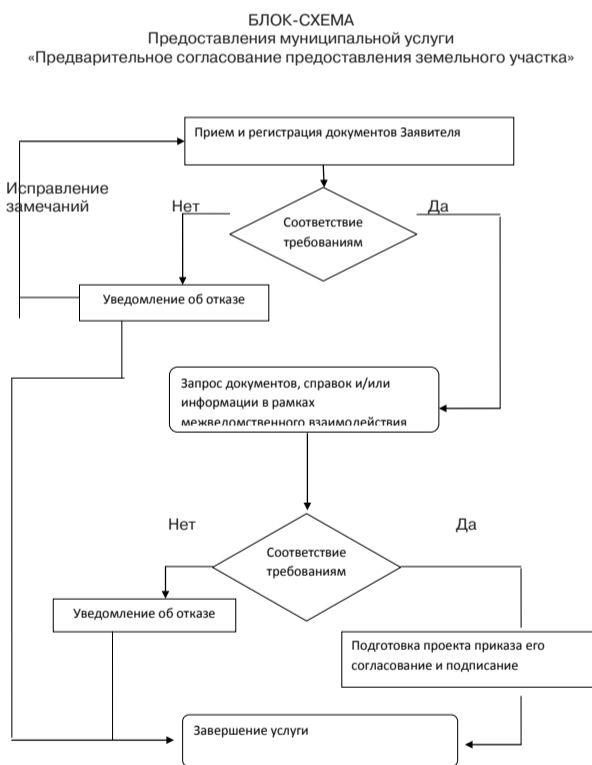 БЛОК-СХЕМА
Предоставления муниципальной услуги
«Предварительное согласование предоставления земельного участка»
Прием и регистрация документов Заявителя
Исправление
замечаний
Нет
Да
Соответствие
требованиям
Уведомление об отказе
Запрос документов, справок и/или
информации в рамках
межведомственного взаимодействия
Нет
Да
Соответствие
требованиям
Уведомление об отказе
Подготовка проекта приказа его
согласование и подписание
Завершение услуги